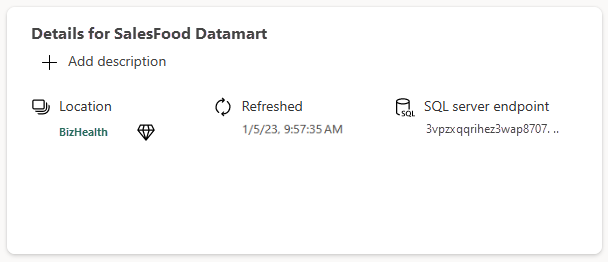 Details for SalesFood Datamart
Add description
Location
BizHealth
Refreshed
1/5/23, 9:57:35 AM
SQL server endpoint
SQL
3vpzxqqrihez3wap8707. ..